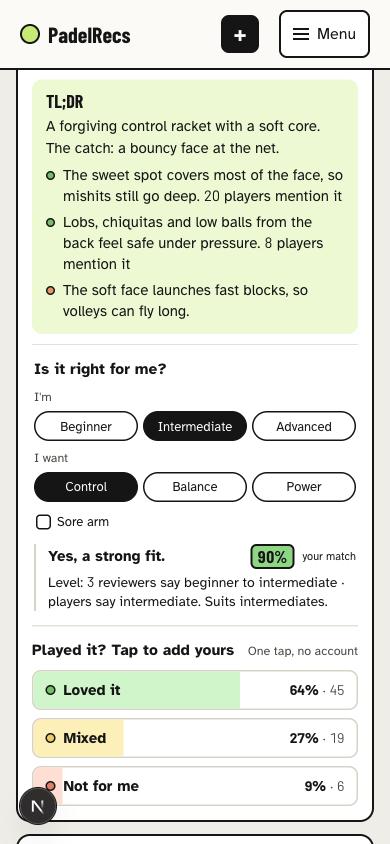 PadelRecs
+
Menu
TL;DR
A forgiving control racket with a soft core.
The catch: a bouncy face at the net.
The sweet spot covers most of the face, so
mishits still go deep. 20 players mention it
Lobs, chiquitas and low balls from the
back feel safe under pressure. 8 players
mention it
The soft face launches fast blocks, so
volleys can fly long.
Is it right for me?
I'm
Beginner Intermediate Advanced
I want
Control Balance Power
Sore arm
Yes, a strong fit. 90% your match
Level: 3 reviewers say beginner to intermediate ·
players say intermediate. Suits intermediates.
Played it? Tap to add yours One tap, no account
Loved it 64% · 45
Mixed 27% · 19
Not for me 9% · 6
N